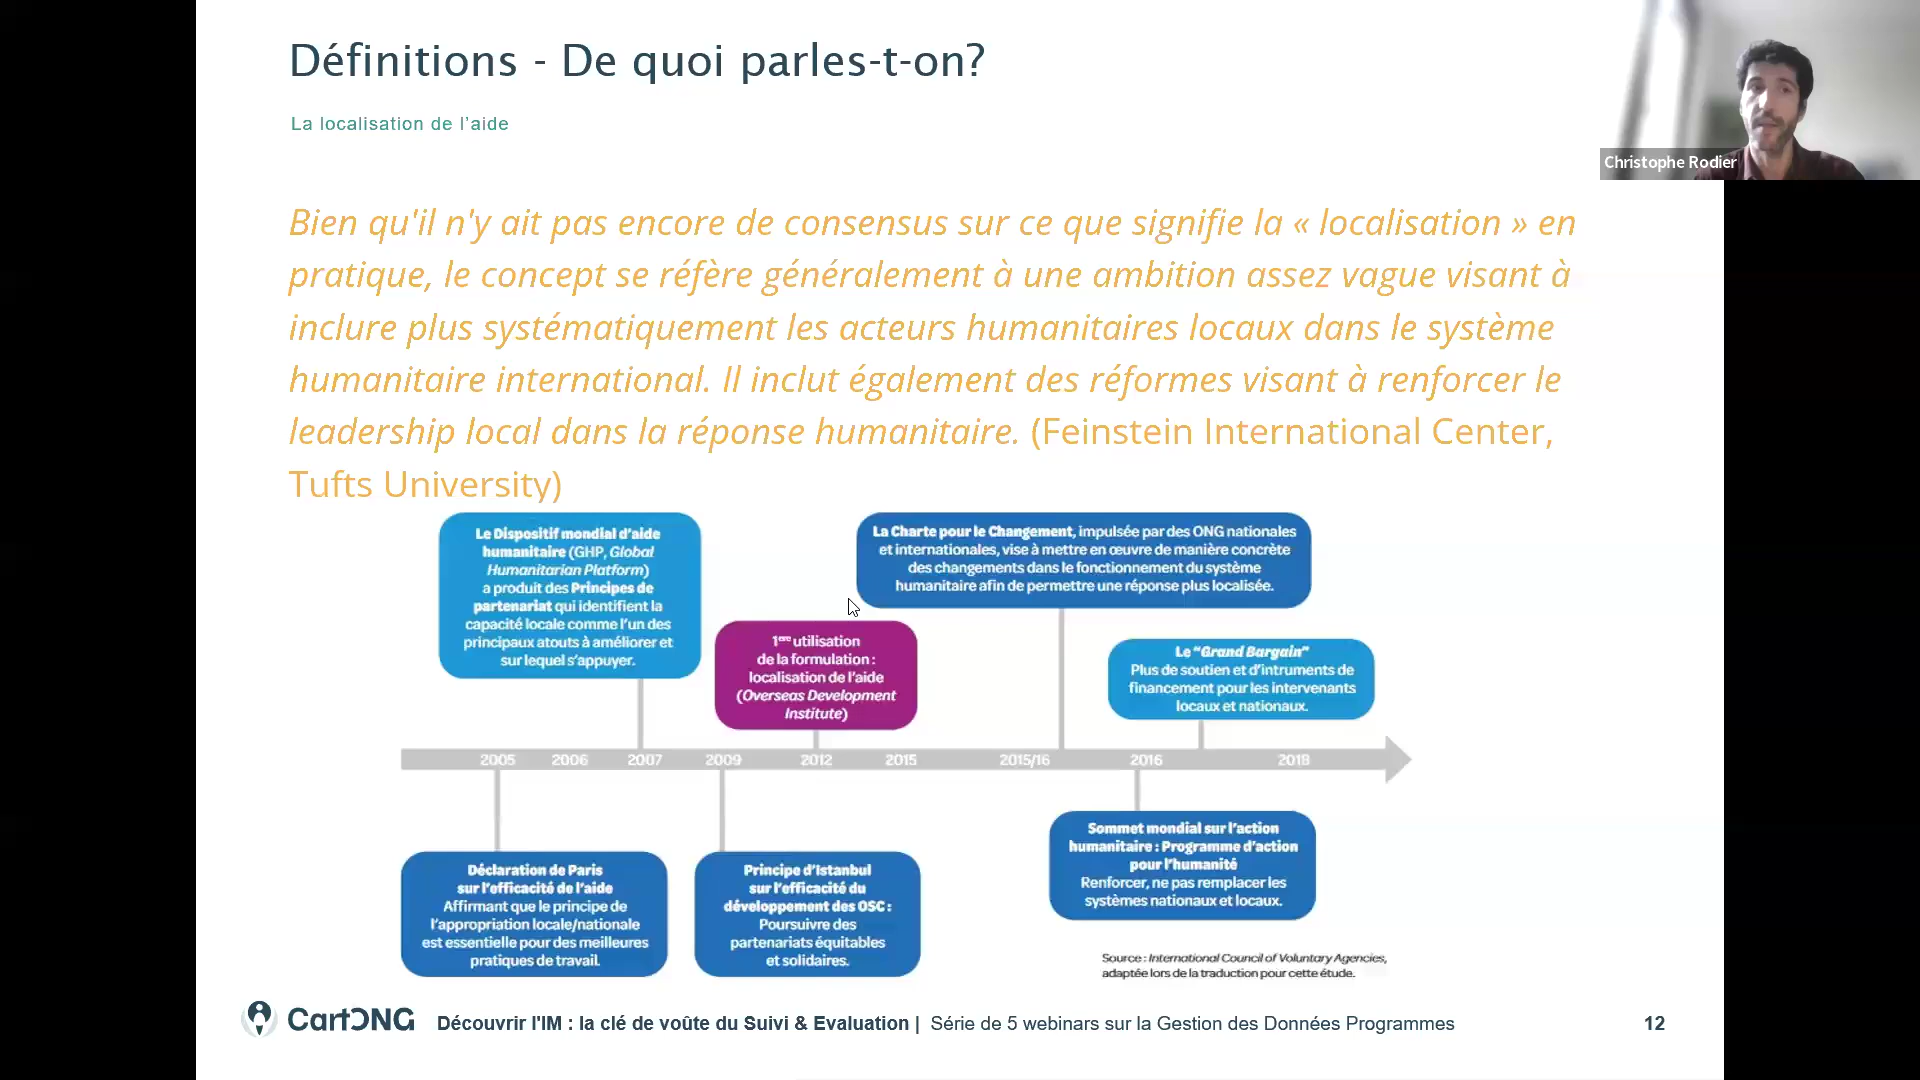 Définitions - De quoi parles-t-on?
La localisation de l'aide
Christophe Rodier
Bien qu'il n'y ait pas encore de consensus sur ce que signifie la « localisation » en
pratique, le concept se réfère généralement à une ambition assez vague visant à
inclure plus systématiquement les acteurs humanitaires locaux dans le système
humanitaire international. Il inclut également des réformes visant à renforcer le
leadership local dans la réponse humanitaire. (Feinstein International Center,
Tufts University)
Le Dispositif mondial d'aide
humanitaire (GHP, Global
Humanitarian Platform)
a produit des Principes de
partenariat qui identifient la
capacité locale comme l'un des
principaux atouts à améliorer et
sur lequel s'appuyer.
1ère utilisation
de la formulation :
localisation de l'aide
(Overseas Development
Institute)
La Charte pour le Changement, impulsée par des ONG nationales
et internationales, vise à mettre en œuvre de manière concrète
des changements dans le fonctionnement du système
humanitaire afin de permettre une réponse plus localisée.
Le "Grand Bargain"
Plus de soutien et d'intruments de
financement pour les intervenants
locaux et nationaux.
2005 2006 2007 2009 2012 2015 2015/16 2016 2018
Déclaration de Paris
sur l'efficacité de l'aide
Affirmant que le principe de
l'appropriation locale/nationale
est essentielle pour des meilleures
pratiques de travail.
Principe d'Istanbul
sur l'efficacité du
développement des OSC :
Poursuivre des
partenariats équitables
et solidaires.
Sommet mondial sur l'action
humanitaire : Programme d'action
pour l'humanité
Renforcer, ne pas remplacer les
systèmes nationaux et locaux.
Source : International Council of Voluntary Agencies,
adaptée lors de la traduction pour cette étude.
CartONG
Découvrir l'IM : la clé de voûte du Suivi & Evaluation | Série de 5 webinars sur la Gestion des Données Programmes
12